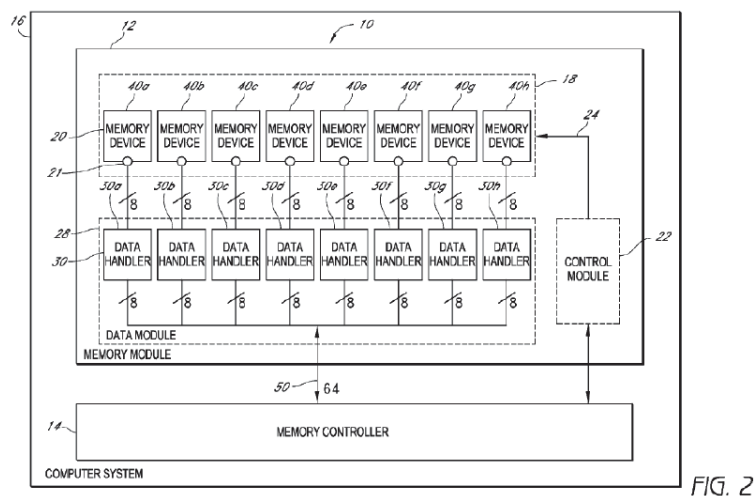 16
12
10
40a 40b 40c 40d 40e 40f 40g 40h
18
20
MEMORY DEVICE
MEMORY DEVICE
MEMORY DEVICE
MEMORY DEVICE
MEMORY DEVICE
MEMORY DEVICE
MEMORY DEVICE
MEMORY DEVICE
24
21
30a 30b 30c 30d 30e 30f 30g 30h
8 8 8 8 8 8 8 8
28
22
30
DATA HANDLER
DATA HANDLER
DATA HANDLER
DATA HANDLER
DATA HANDLER
DATA HANDLER
DATA HANDLER
DATA HANDLER
CONTROL MODULE
8 8 8 8 8 8 8 8
DATA MODULE
MEMORY MODULE
50 64
14
MEMORY CONTROLLER
COMPUTER SYSTEM
FIG. 2